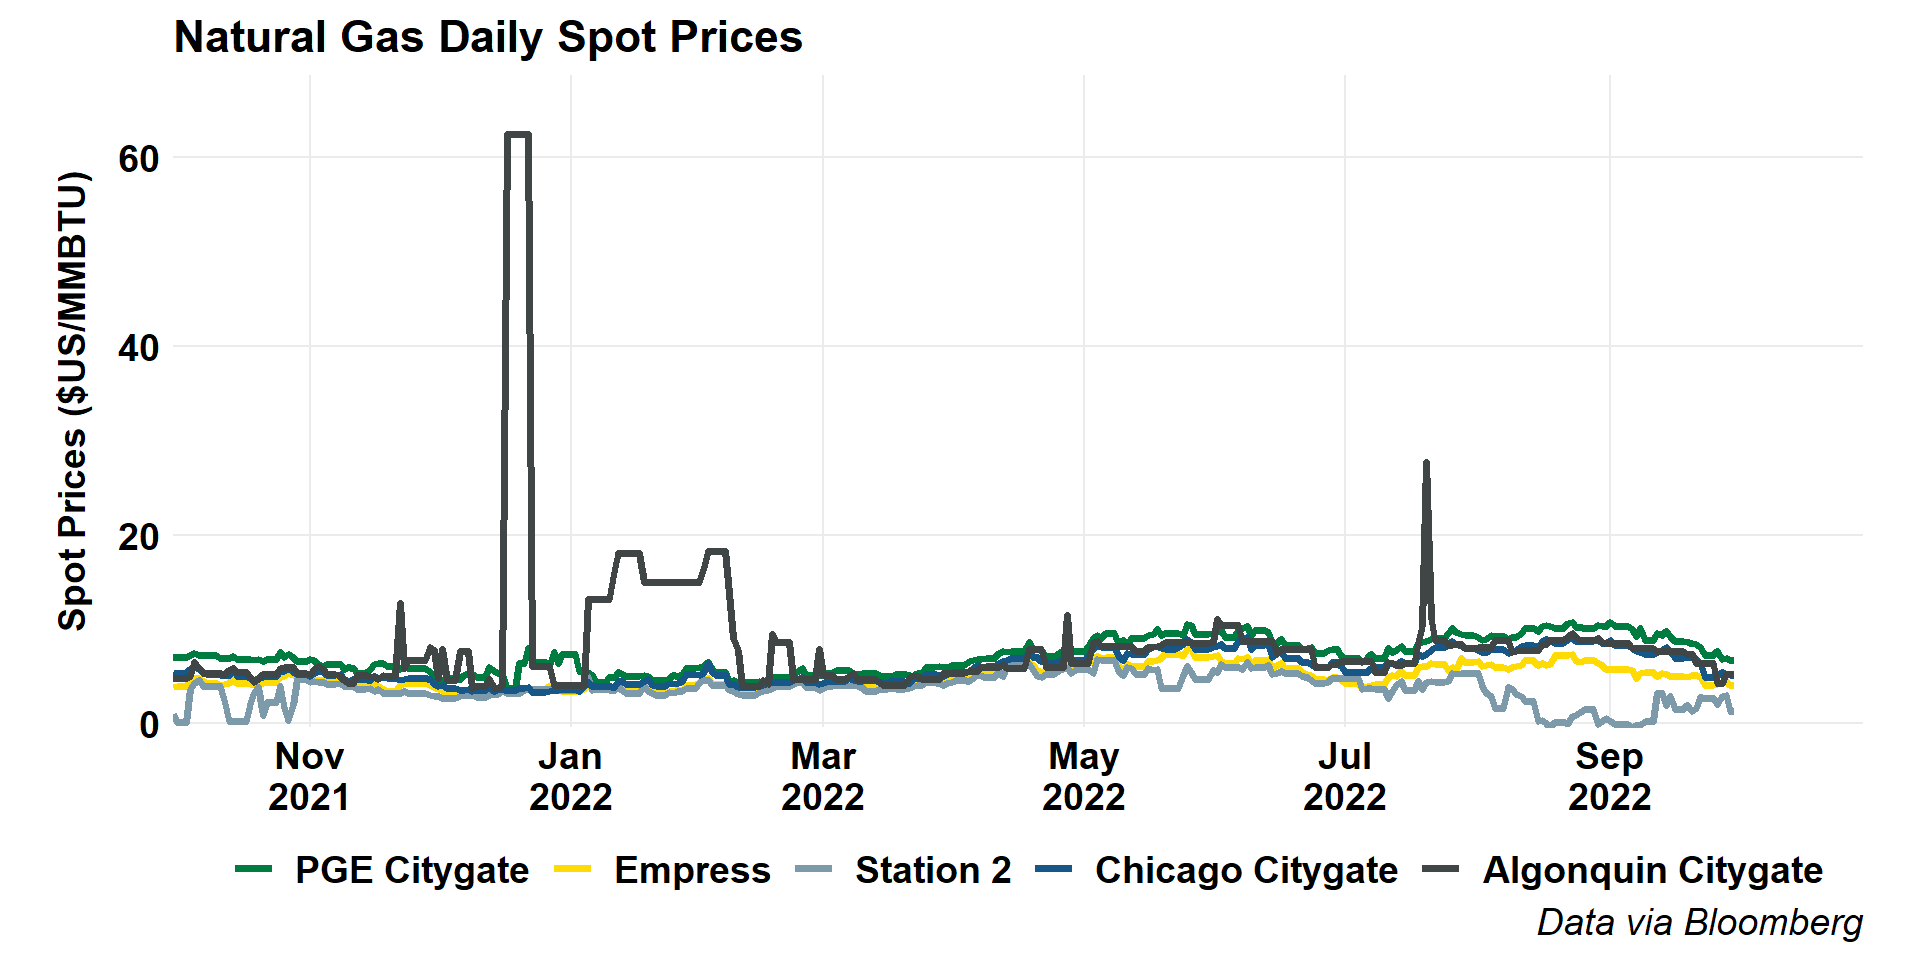 Natural Gas Daily Spot Prices
Spot Prices ($US/MMBTU)
60
40
20
0
Nov
2021
Jan
2022
Mar
2022
May
2022
Jul
2022
Sep
2022
PGE Citygate
Empress
Station 2
Chicago Citygate
Algonquin Citygate
Data via Bloomberg